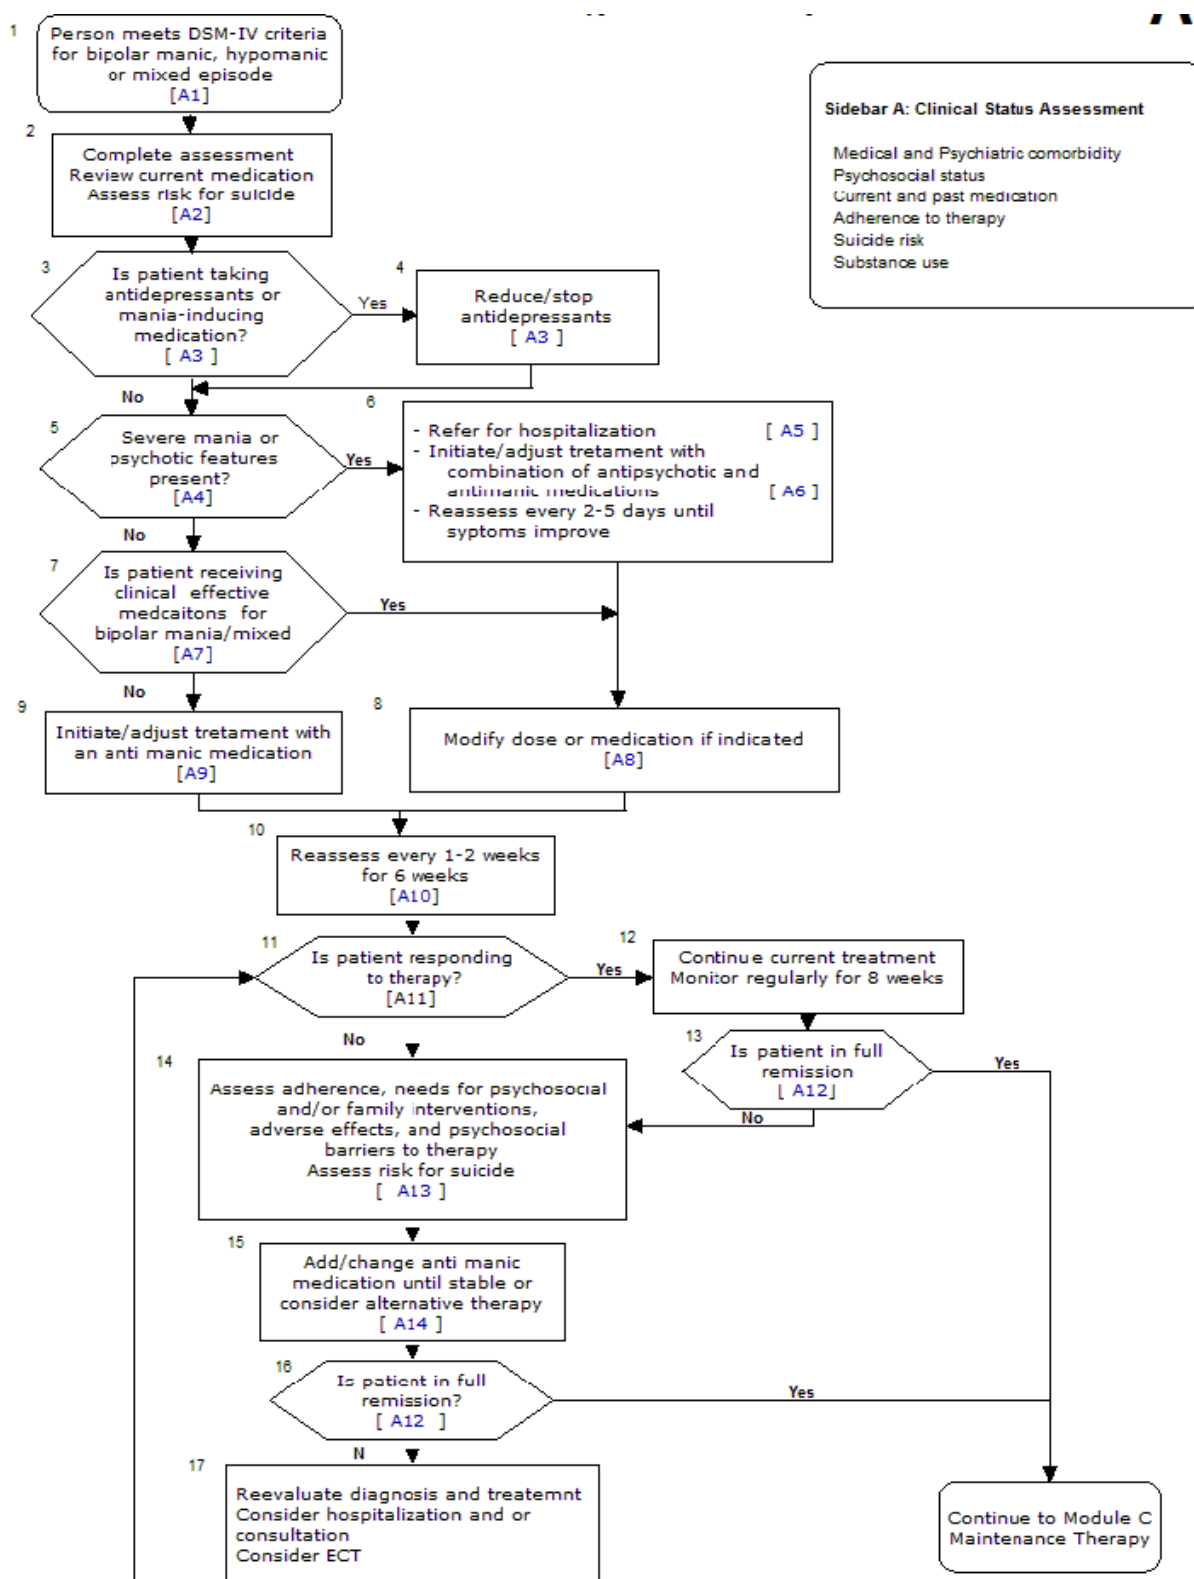 1
Person meets DSM-IV criteria
for bipolar manic, hypomanic
or mixed episode
[A1]
Sidebar A: Clinical Status Assessment
Medical and Psychiatric comorbidity
Psychosocial status
Current and past medication
Adherence to therapy
Suicide risk
Substance use
2
Complete assessment
Review current medication
Assess risk for suicide
[A2]
3
Is patient taking
antidepressants or
mania-inducing
medication?
[ A3 ]
Yes
4
Reduce/stop
antidepressants
[ A3 ]
No
5
Severe mania or
psychotic features
present?
[A4]
Yes
6
- Refer for hospitalization [ A5 ]
- Initiate/adjust tretament with
combination of antipsychotic and
antimanic medications [ A6 ]
- Reassess every 2-5 days until
syptoms improve
No
7
Is patient receiving
clinical effective
medcaitons for
bipolar mania/mixed
[A7]
Yes
No
8
Modify dose or medication if indicated
[A8]
9
Initiate/adjust tretament with
an anti manic medication
[A9]
10
Reassess every 1-2 weeks
for 6 weeks
[A10]
11
Is patient responding
to therapy?
[A11]
Yes
12
Continue current treatment
Monitor regularly for 8 weeks
No
13
Is patient in full
remission
[ A12]
Yes
No
14
Assess adherence, needs for psychosocial
and/or family interventions,
adverse effects, and psychosocial
barriers to therapy
Assess risk for suicide
[ A13 ]
15
Add/change anti manic
medication until stable or
consider alternative therapy
[ A14 ]
16
Is patient in full
remission?
[ A12 ]
Yes
N
17
Reevaluate diagnosis and treatemnt
Consider hospitalization and or
consultation
Consider ECT
Continue to Module C
Maintenance Therapy